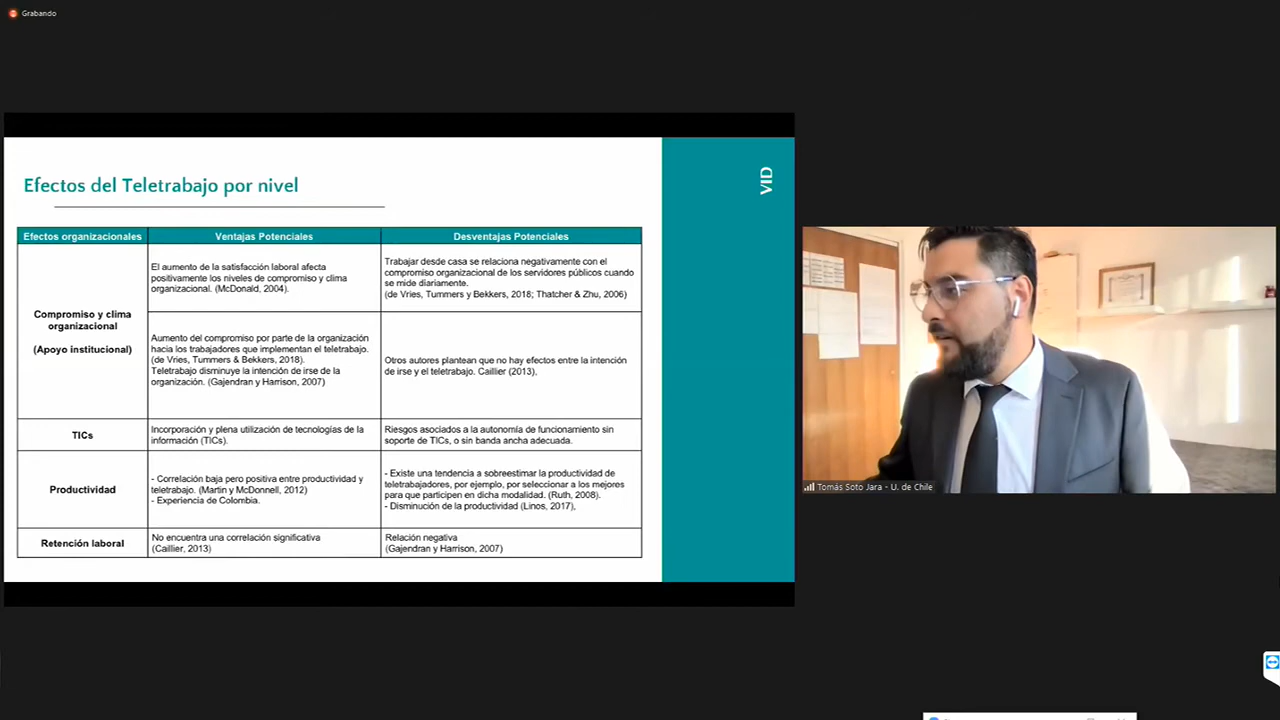 Grabando
Efectos del Teletrabajo por nivel
VID
Efectos organizacionales
Ventajas Potenciales
Desventajas Potenciales
Compromiso y clima
organizacional
(Apoyo institucional)
El aumento de la satisfacción laboral afecta
positivamente los niveles de compromiso y clima
organizacional. (McDonald, 2004).
Trabajar desde casa se relaciona negativamente con el
compromiso organizacional de los servidores públicos cuando
se mide diariamente.
(de Vries, Tummers y Bekkers, 2018; Thatcher & Zhu, 2006)
Aumento del compromiso por parte de la organización
hacia los trabajadores que implementan el teletrabajo.
(de Vries, Tummers & Bekkers, 2018).
Teletrabajo disminuye la intención de irse de la
organización. (Gajendran y Harrison, 2007)
Otros autores plantean que no hay efectos entre la intención
de irse y el teletrabajo. Caillier (2013),
TICs
Incorporación y plena utilización de tecnologías de la
información (TICs).
Riesgos asociados a la autonomía de funcionamiento sin
soporte de TICs, o sin banda ancha adecuada.
Productividad
- Correlación baja pero positiva entre productividad y
teletrabajo. (Martin y McDonnell, 2012)
- Experiencia de Colombia.
- Existe una tendencia a sobreestimar la productividad de
teletrabajadores, por ejemplo, por seleccionar a los mejores
para que participen en dicha modalidad. (Ruth, 2008).
- Disminución de la productividad (Linos, 2017),
Retención laboral
No encuentra una correlación significativa
(Caillier, 2013)
Relación negativa
(Gajendran y Harrison, 2007)
Tomás Soto Jara - U. de Chile